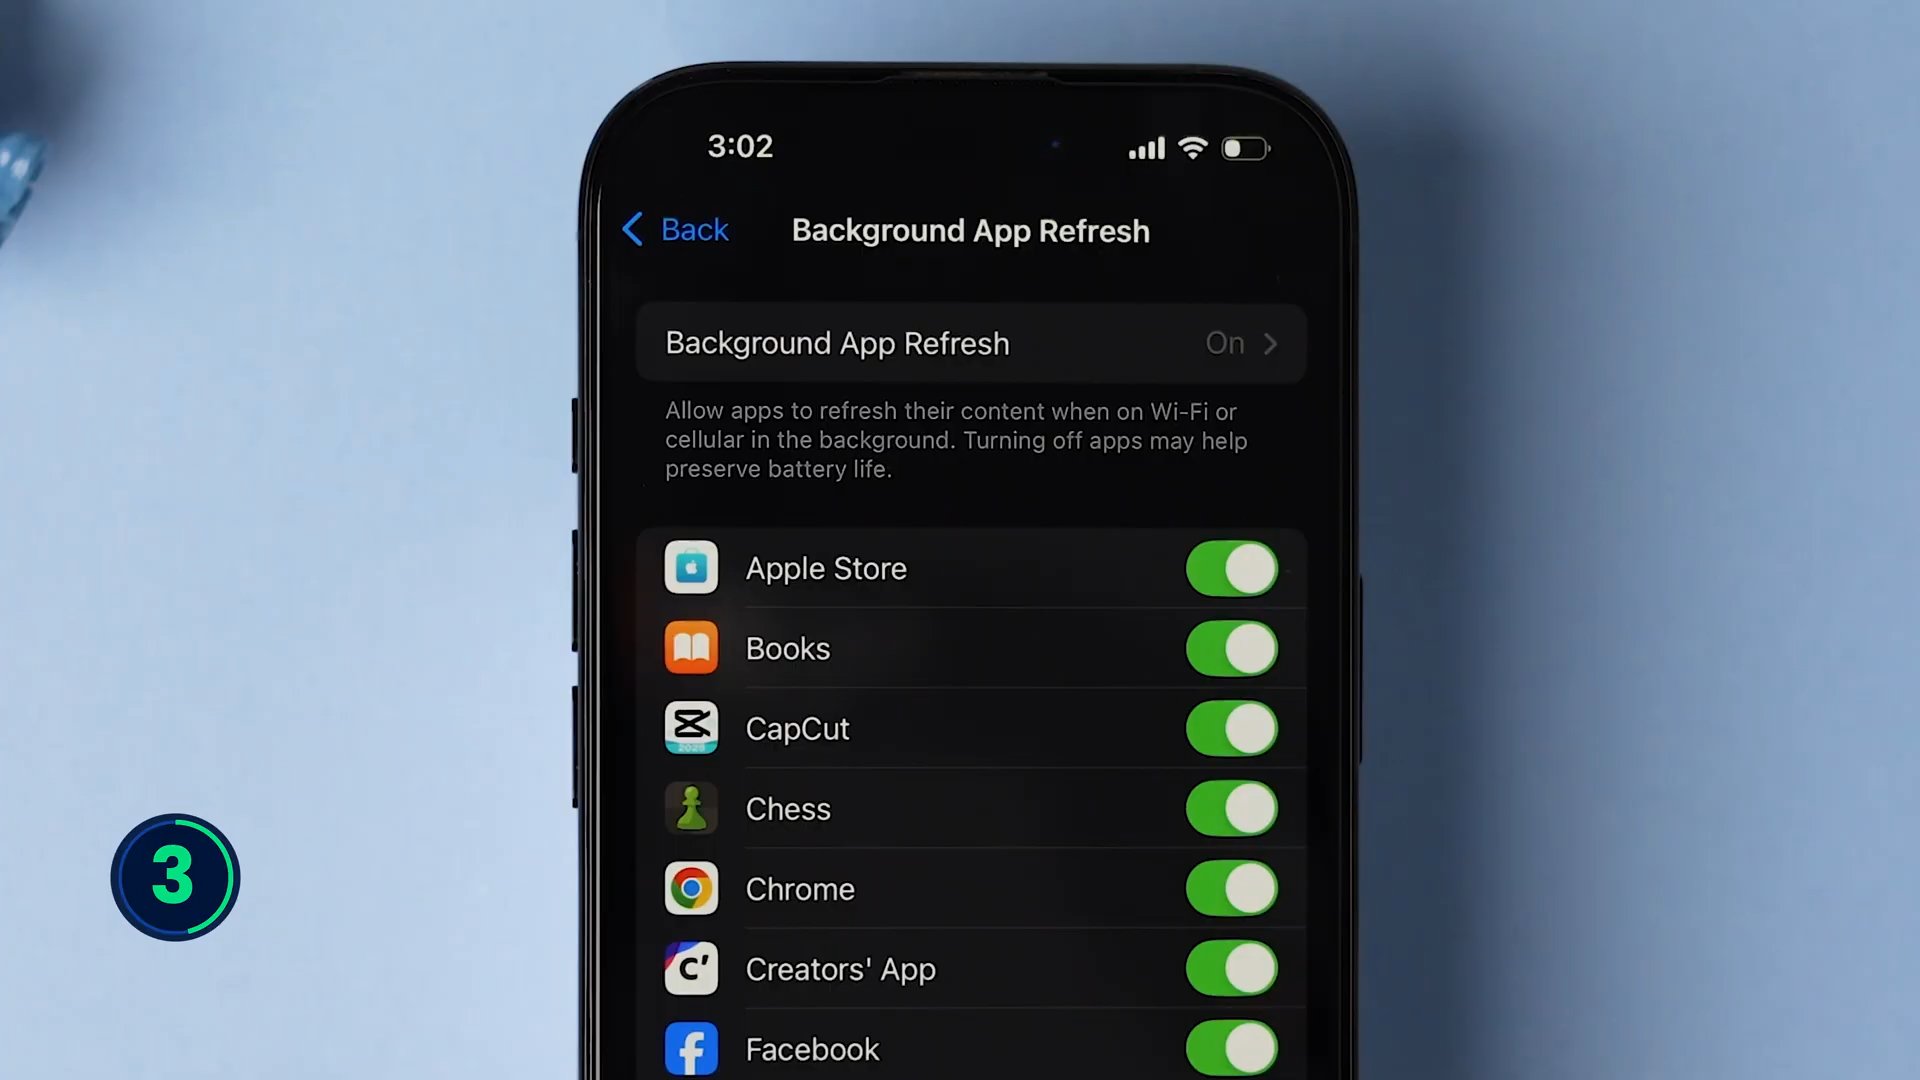 3:02
Back
Background App Refresh
Background App Refresh On
Allow apps to refresh their content when on Wi-Fi or
cellular in the background. Turning off apps may help
preserve battery life.
Apple Store
Books
CapCut
2025
Chess
Chrome
C'
Creators' App
f
Facebook
3